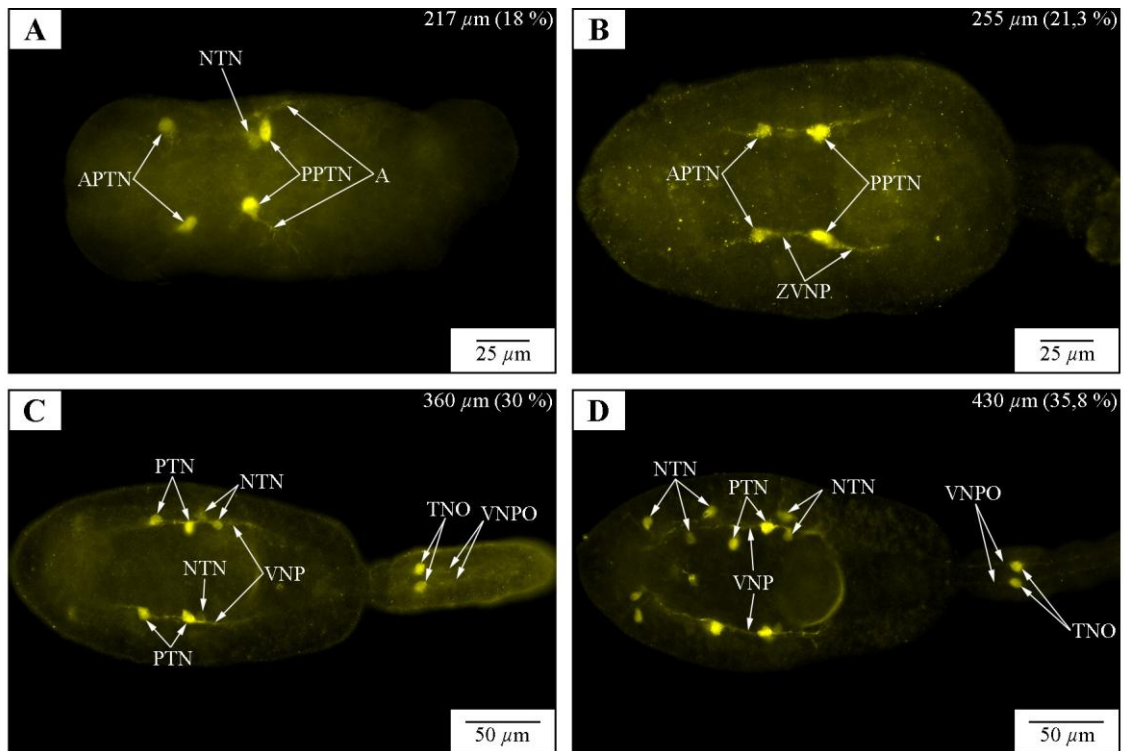 A
217 µm (18 %)
NTN
APTN
PPTN
A
25 µm
B
255 µm (21,3 %)
APTN
PPTN
ZVNP
25 µm
C
360 µm (30 %)
PTN
NTN
TNO
VNPO
NTN
VNP
PTN
50 µm
D
430 µm (35,8 %)
NTN
PTN
NTN
VNPO
VNP
TNO
50 µm